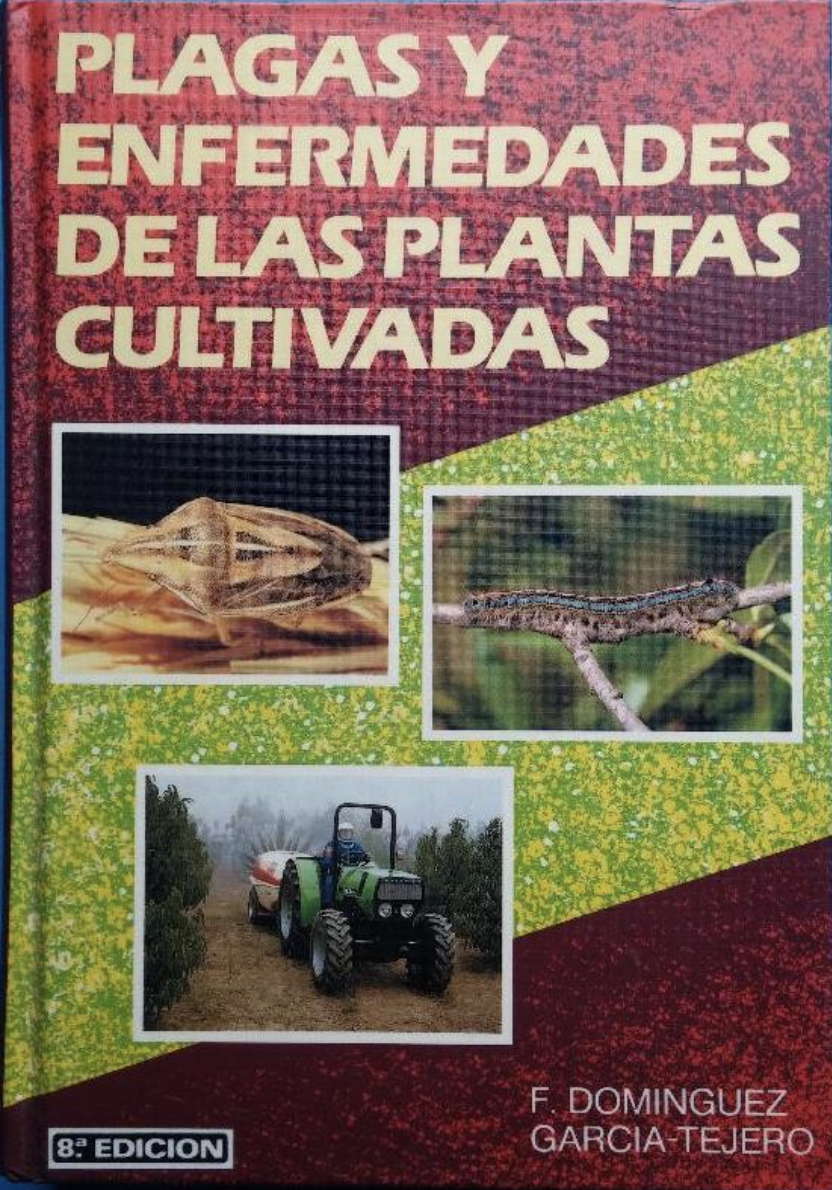 PLAGAS Y
ENFERMEDADES
DE LAS PLANTAS
CULTIVADAS
F. DOMINGUEZ
GARCIA-TEJERO
8.ª EDICION